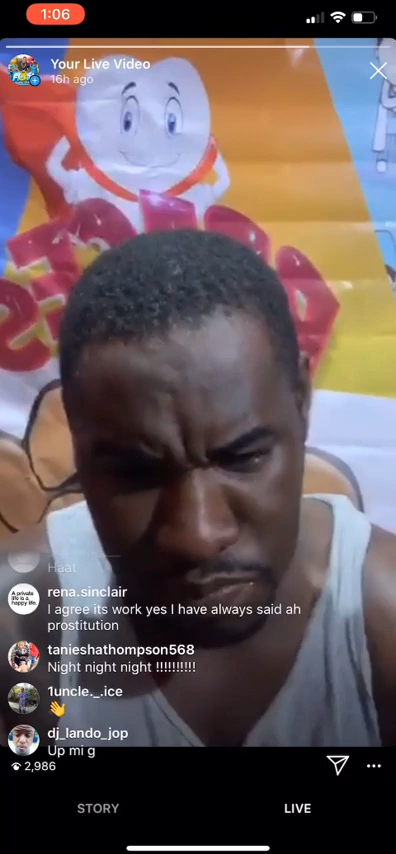 1:06
Your Live Video
16h ago
Haat
rena.sinclair
I agree its work yes I have always said ah
prostitution
tanieshathompson568
Night night night !!!!!!!!!!
1uncle._.ice
👋
dj_lando_jop
Up mi g
2,986
STORY
LIVE